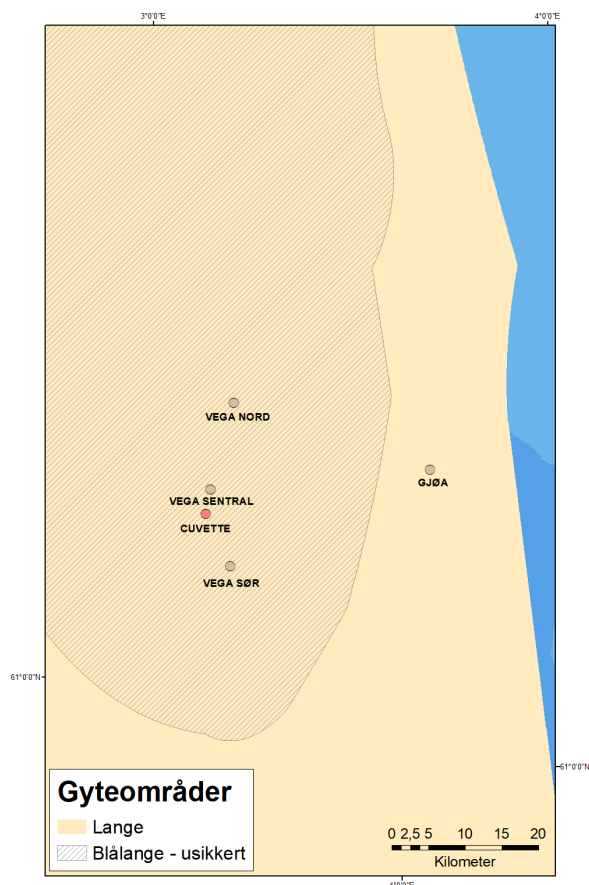 3°0'0"E
4°0'0"E
VEGA NORD
GJØA
VEGA SENTRAL
CUVETTE
VEGA SØR
61°0'0"N
61°0'0"N
Gyteområder
Lange
Blålange - usikkert
0 2,5 5 10 15 20
Kilometer